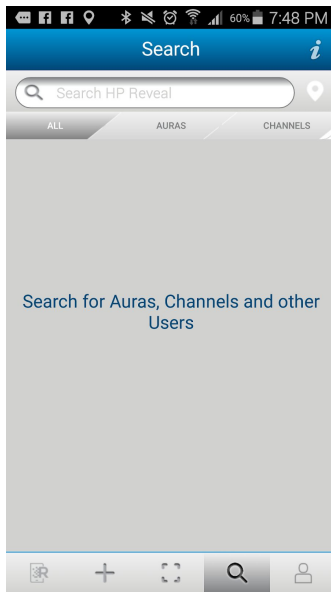 60% 7:48 PM
Search
i
Search HP Reveal
ALL AURAS CHANNELS
Search for Auras, Channels and other
Users
R